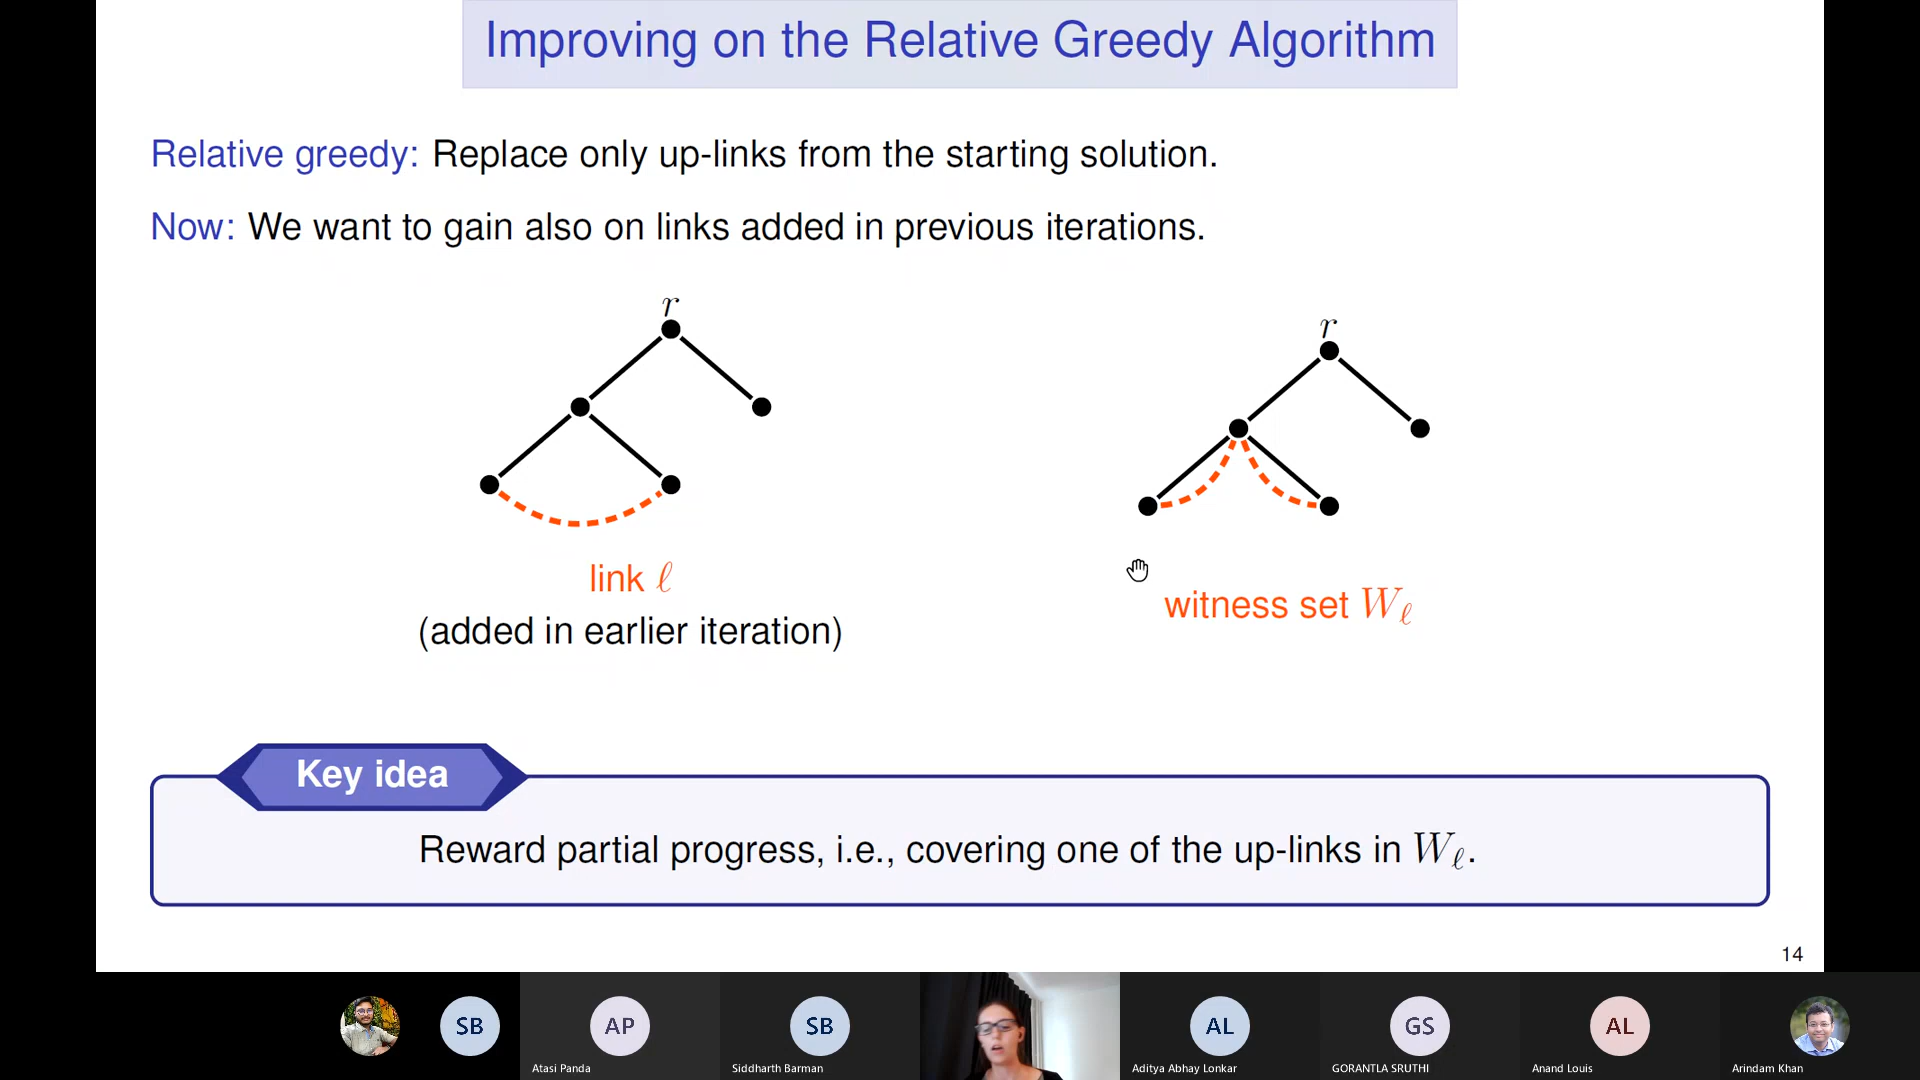 Improving on the Relative Greedy Algorithm
Relative greedy: Replace only up-links from the starting solution.
Now: We want to gain also on links added in previous iterations.
r
r
link ℓ
(added in earlier iteration)
witness set W_ℓ
Key idea
Reward partial progress, i.e., covering one of the up-links in W_ℓ.
14
SB
AP
SB
AL
GS
AL
Atasi Panda
Siddharth Barman
Aditya Abhay Lonkar
GORANTLA SRUTHI
Anand Louis
Arindam Khan